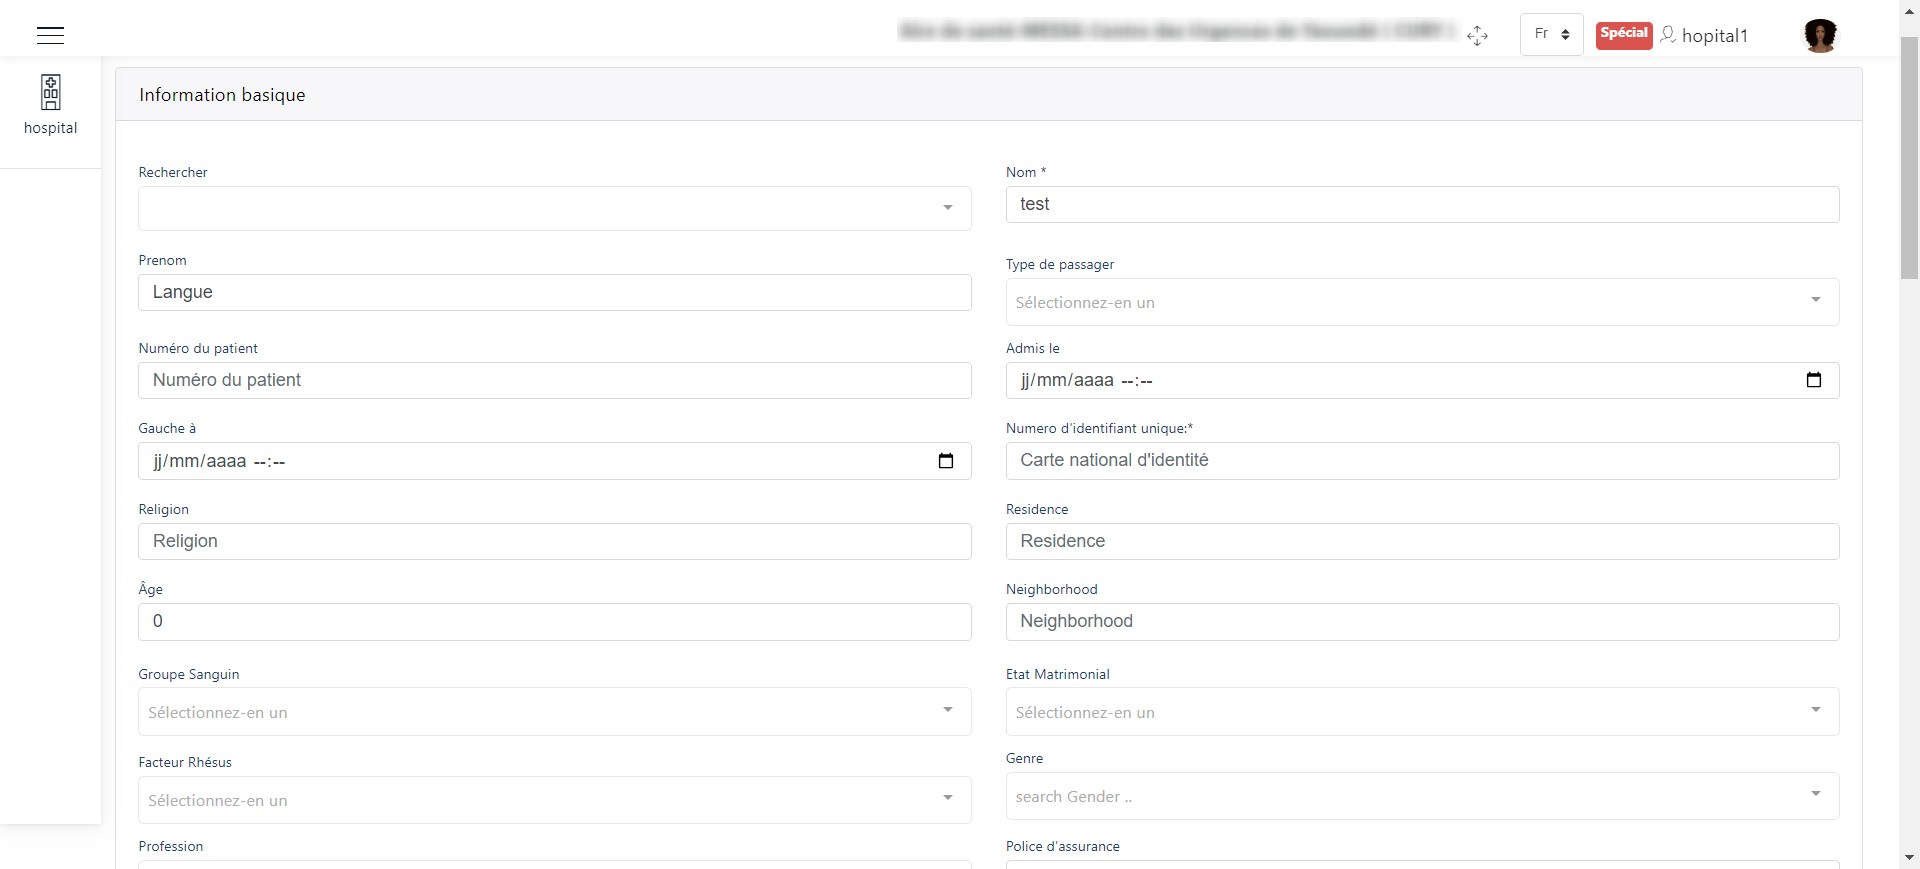 Fr
Spécial
hopital1
hospital
Information basique
Rechercher
Nom *
test
Prenom
Langue
Type de passager
Sélectionnez-en un
Numéro du patient
Numéro du patient
Admis le
jj/mm/aaaa --:--
Gauche à
jj/mm/aaaa --:--
Numero d'identifiant unique:*
Carte national d'identité
Religion
Religion
Residence
Residence
Âge
0
Neighborhood
Neighborhood
Groupe Sanguin
Sélectionnez-en un
Etat Matrimonial
Sélectionnez-en un
Facteur Rhésus
Sélectionnez-en un
Genre
search Gender ..
Profession
Police d'assurance